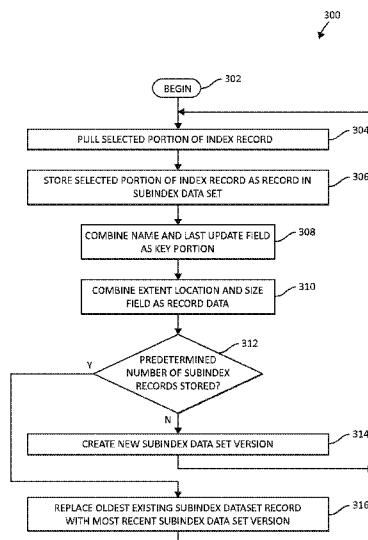 300
BEGIN
302
PULL SELECTED PORTION OF INDEX RECORD
304
STORE SELECTED PORTION OF INDEX RECORD AS RECORD IN
SUBINDEX DATA SET
306
COMBINE NAME AND LAST UPDATE FIELD
AS KEY PORTION
308
COMBINE EXTENT LOCATION AND SIZE
FIELD AS RECORD DATA
310
PREDETERMINED
NUMBER OF SUBINDEX
RECORDS STORED?
312
Y
N
CREATE NEW SUBINDEX DATA SET VERSION
314
REPLACE OLDEST EXISTING SUBINDEX DATASET RECORD
WITH MOST RECENT SUBINDEX DATA SET VERSION
316